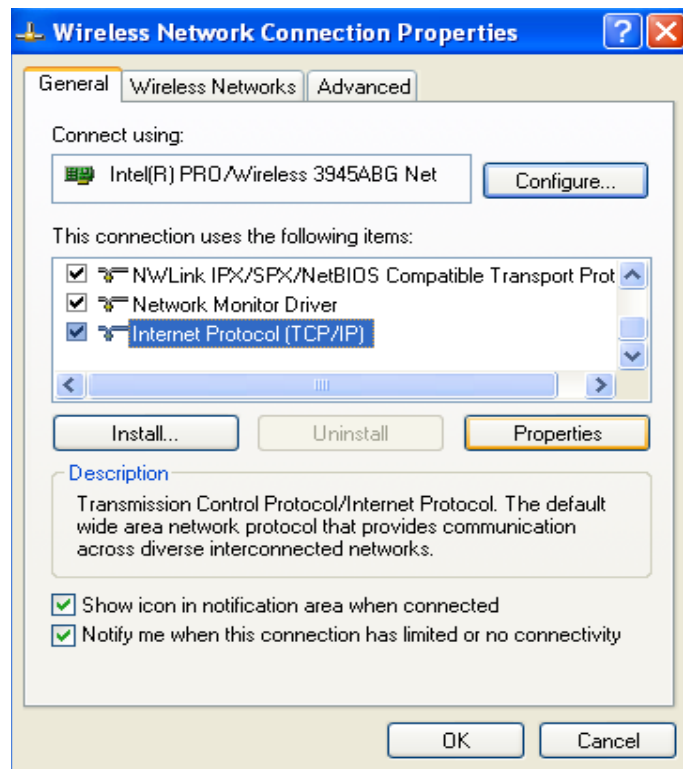 Wireless Network Connection Properties
General Wireless Networks Advanced
Connect using:
Intel(R) PRO/Wireless 3945ABG Net
Configure...
This connection uses the following items:
NWLink IPX/SPX/NetBIOS Compatible Transport Prot
Network Monitor Driver
Internet Protocol (TCP/IP)
Install... Uninstall Properties
Description
Transmission Control Protocol/Internet Protocol. The default
wide area network protocol that provides communication
across diverse interconnected networks.
Show icon in notification area when connected
Notify me when this connection has limited or no connectivity
OK Cancel